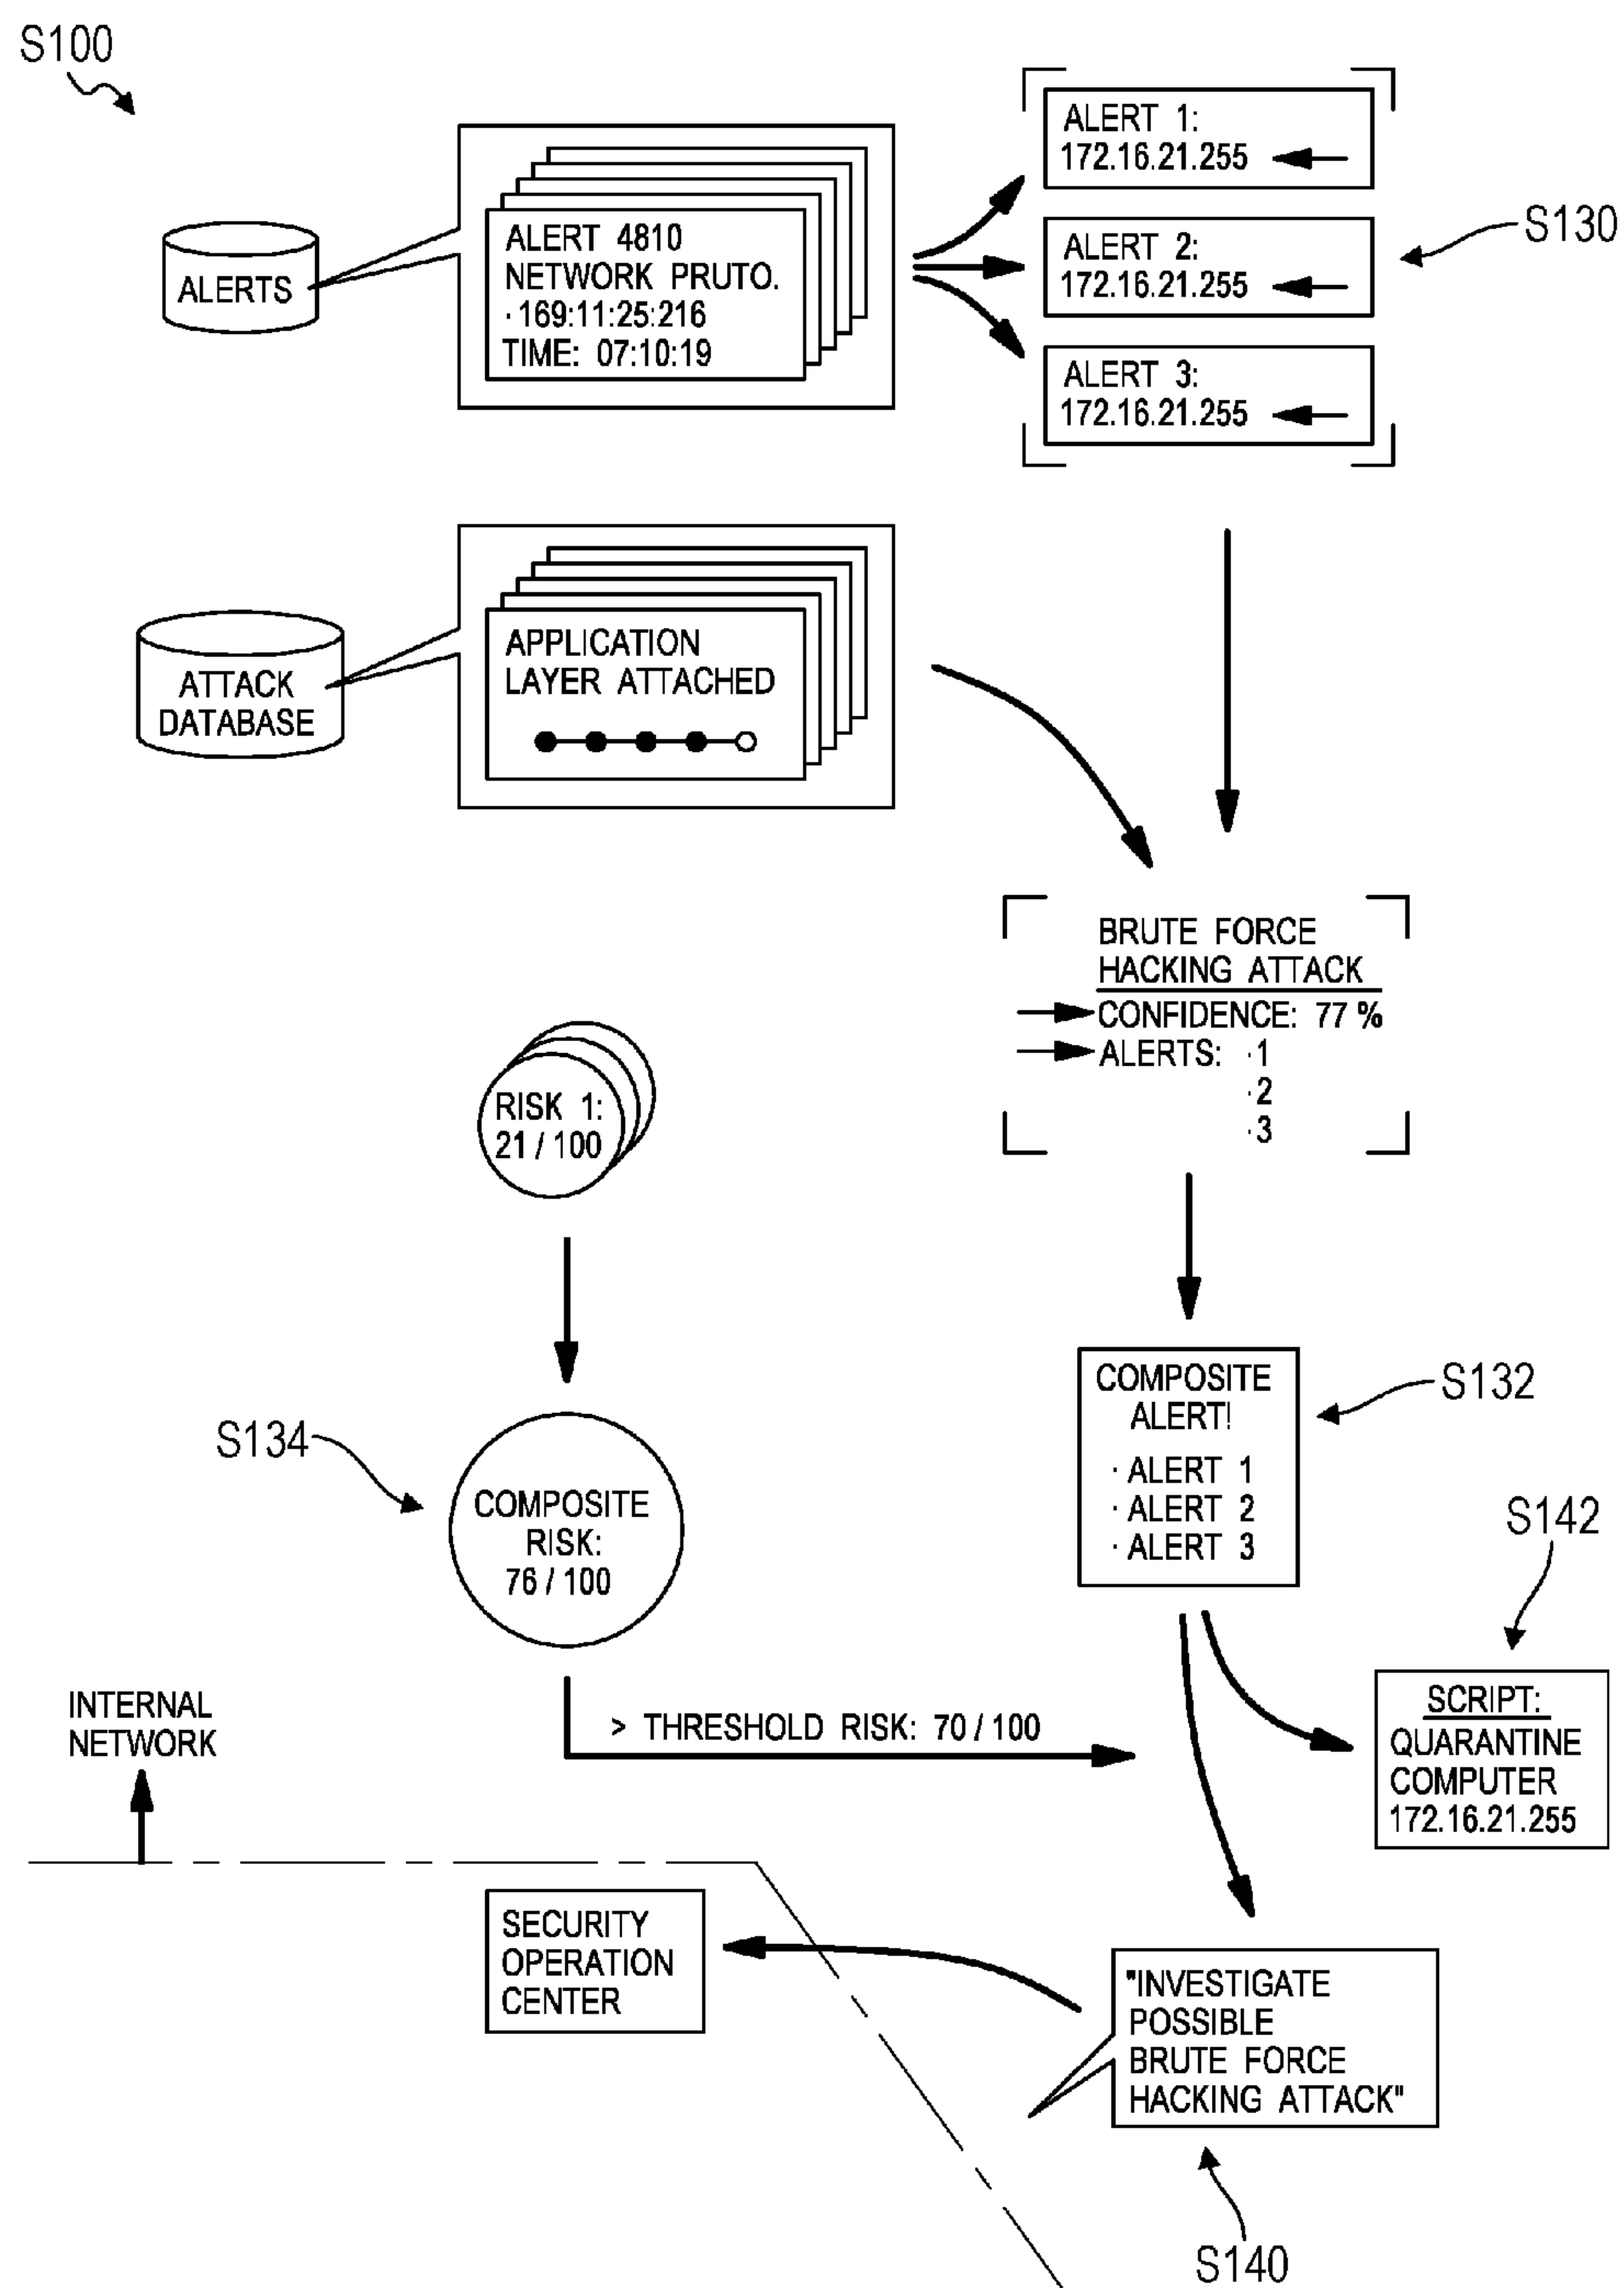 S100
ALERTS
ALERT 4810
NETWORK PRUTO.
· 169:11:25:216
TIME: 07:10:19
ALERT 1:
172.16.21.255
ALERT 2:
172.16.21.255
ALERT 3:
172.16.21.255
S130
ATTACK
DATABASE
APPLICATION
LAYER ATTACHED
BRUTE FORCE
HACKING ATTACK
CONFIDENCE: 77 %
ALERTS: ·1
·2
·3
RISK 1:
21 / 100
COMPOSITE
ALERT!
· ALERT 1
· ALERT 2
· ALERT 3
S132
S134
COMPOSITE
RISK:
76 / 100
S142
SCRIPT:
QUARANTINE
COMPUTER
172.16.21.255
> THRESHOLD RISK: 70 / 100
INTERNAL
NETWORK
SECURITY
OPERATION
CENTER
"INVESTIGATE
POSSIBLE
BRUTE FORCE
HACKING ATTACK"
S140